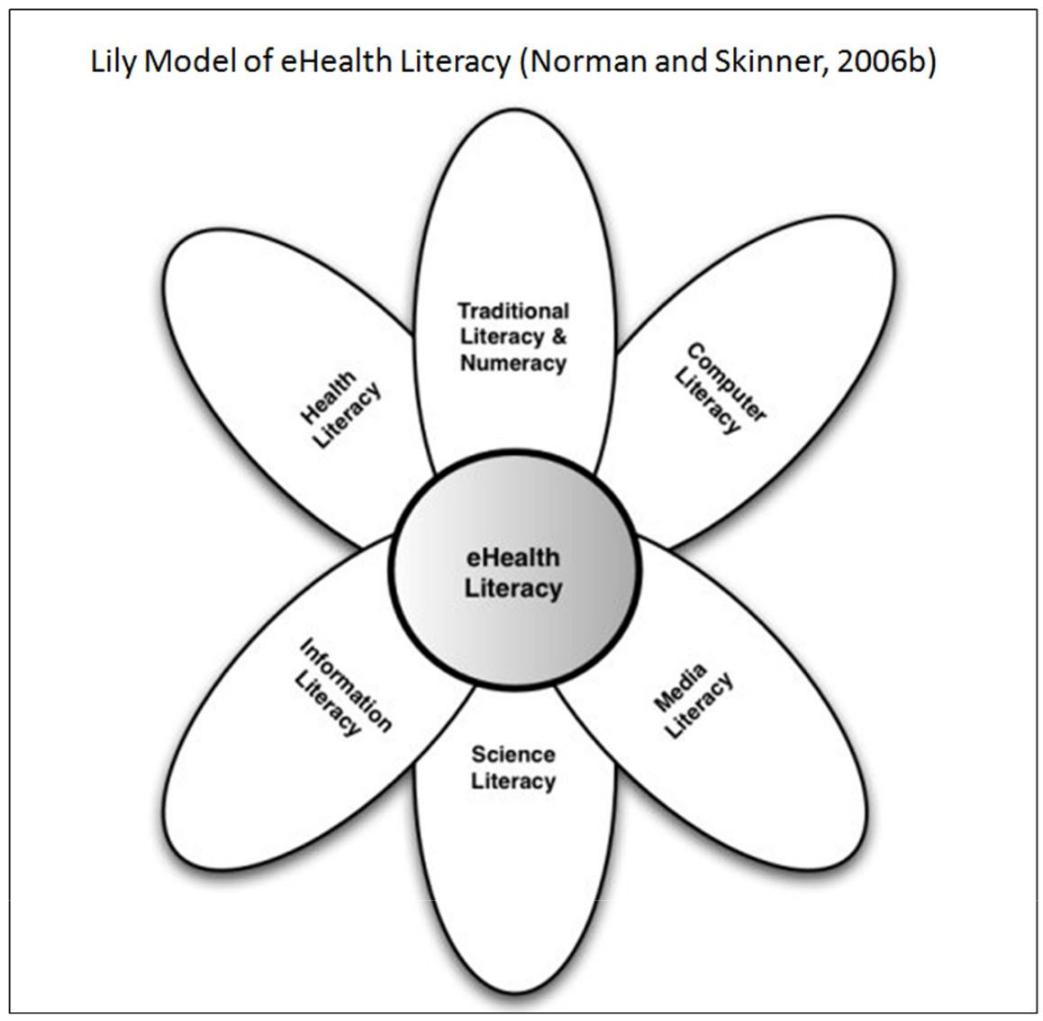 Lily Model of eHealth Literacy (Norman and Skinner, 2006b)
Traditional
Literacy &
Numeracy
Computer
Literacy
Health
Literacy
eHealth
Literacy
Information
Literacy
Media
Literacy
Science
Literacy